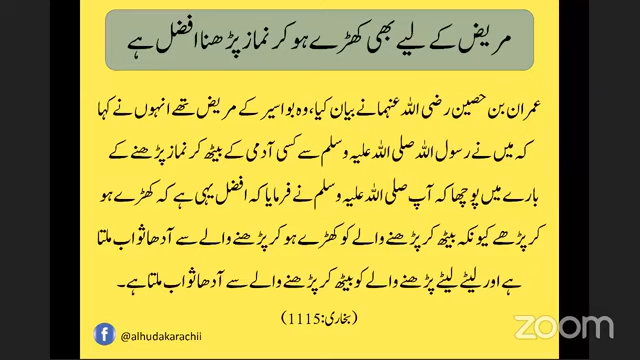 مریض کے لیے بھی کھڑے ہو کر نماز پڑھنا افضل ہے
عمران بن حصین رضی اللہ عنہما نے بیان کیا، وہ بواسیر کے مریض تھے انہوں نے کہا
کہ میں نے رسول اللہ صلی اللہ علیہ وسلم سے کسی آدمی کے بیٹھ کر نماز پڑھنے کے
بارے میں پوچھا کہ آپ صلی اللہ علیہ وسلم نے فرمایا کہ افضل یہی ہے کہ کھڑے ہو
کر پڑھے کیونکہ بیٹھ کر پڑھنے والے کو کھڑے ہو کر پڑھنے والے سے آدھا ثواب ملتا
ہے اور لیٹے لیٹے پڑھنے والے کو بیٹھ کر پڑھنے والے سے آدھا ثواب ملتا ہے۔
(بخاری:1115)
@alhudakarachii
zoom